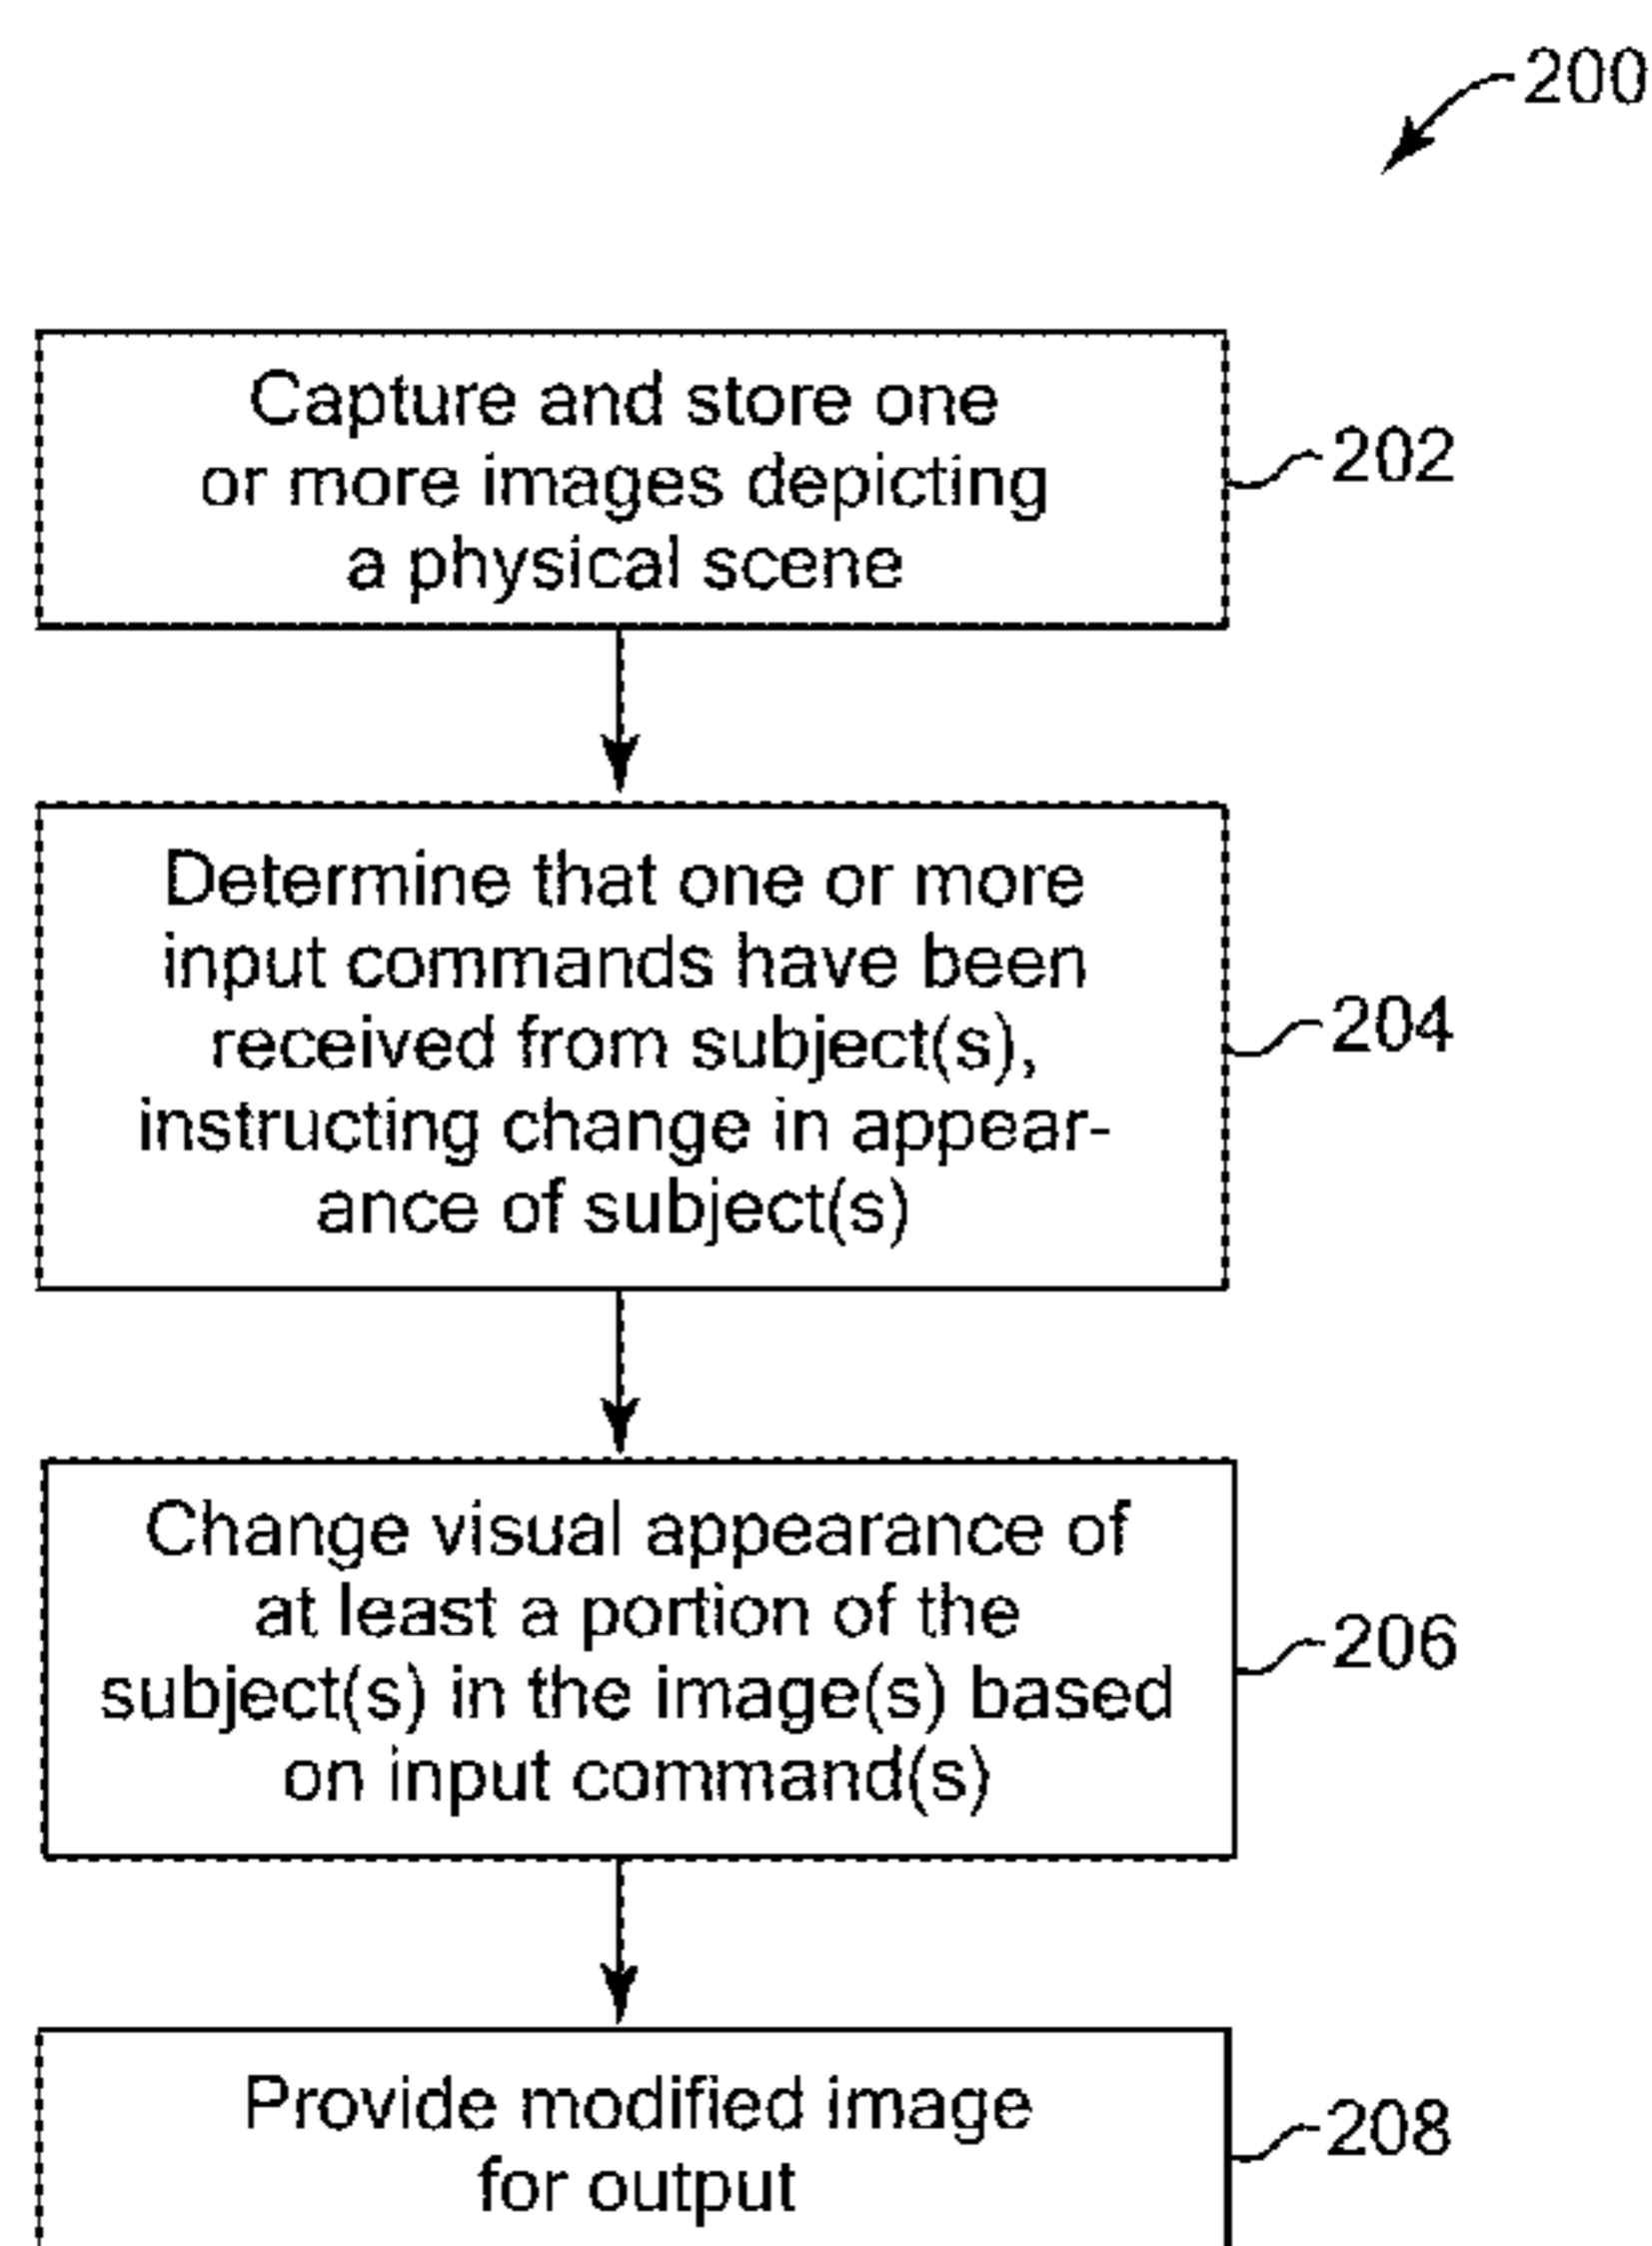 200
Capture and store one
or more images depicting
a physical scene
202
Determine that one or more
input commands have been
received from subject(s),
instructing change in appear-
ance of subject(s)
204
Change visual appearance of
at least a portion of the
subject(s) in the image(s) based
on input command(s)
206
Provide modified image
for output
208